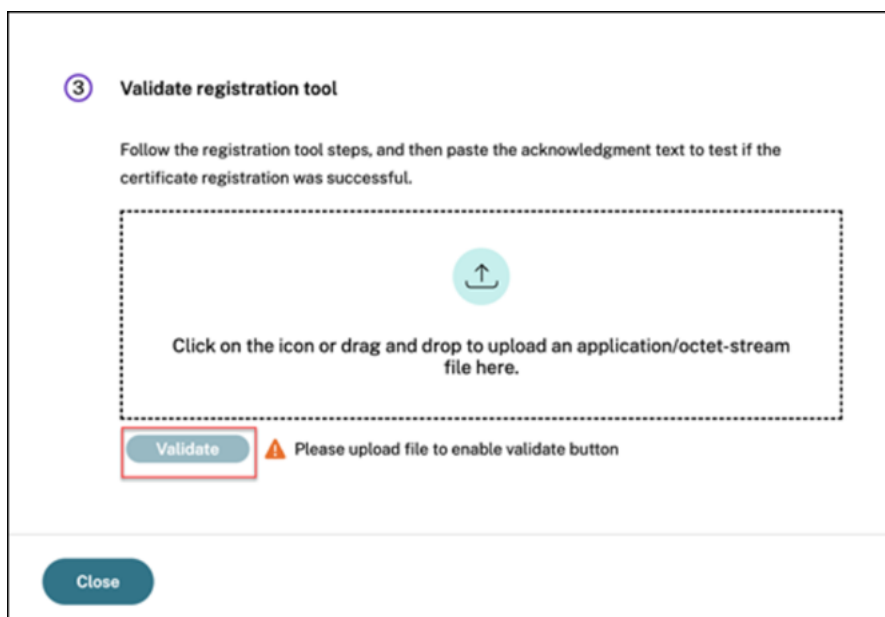 3 Validate registration tool
Follow the registration tool steps, and then paste the acknowledgment text to test if the
certificate registration was successful.
Click on the icon or drag and drop to upload an application/octet-stream
file here.
Validate Please upload file to enable validate button
Close